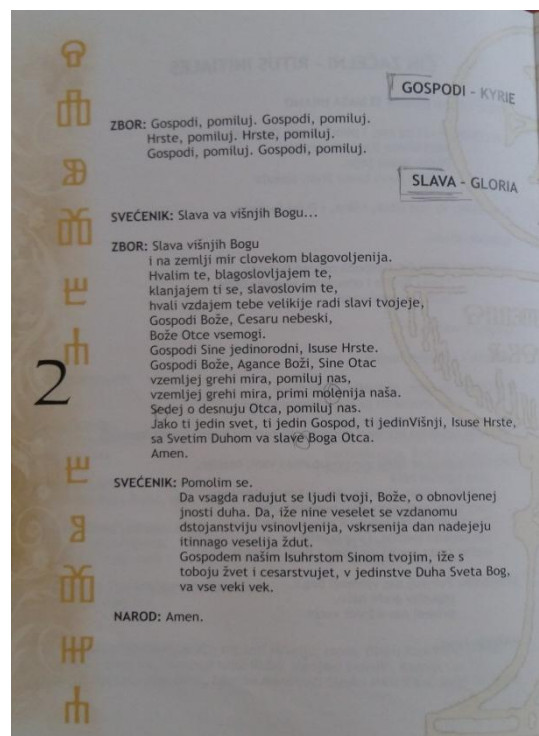 GOSPODI - KYRIE
ZBOR: Gospodi, pomiluj. Gospodi, pomiluj.
Hrste, pomiluj. Hrste, pomiluj.
Gospodi, pomiluj. Gospodi, pomiluj.
SLAVA - GLORIA
SVEĆENIK: Slava va višnjih Bogu...
ZBOR: Slava višnjih Bogu
i na zemlji mir clovekom blagovoljenija.
Hvalim te, blagoslovljajem te,
klanjajem ti se, slavoslovim te,
hvali vzdajem tebe velikije radi slavi tvojeje,
Gospodi Bože, Cesaru nebeski,
Bože Otce vsemogi.
Gospodi Sine jedinorodni, Isuse Hrste.
Gospodi Bože, Agance Boži, Sine Otac
vzemljej grehi mira, pomiluj nas,
vzemljej grehi mira, primi molenija naša.
Sedej o desnuju Otca, pomiluj nas.
Jako ti jedin svet, ti jedin Gospod, ti jedinVišnji, Isuse Hrste,
sa Svetim Duhom va slave Boga Otca.
Amen.
2
SVEĆENIK: Pomolim se.
Da vsagda radujut se ljudi tvoji, Bože, o obnovljenej
jnosti duha. Da, iže nine veselet se vzdanomu
dstojanstviju vsinovljenija, vskrsenija dan nadejeju
itinnago veselija ždut.
Gospodem našim Isuhrstom Sinom tvojim, iže s
toboju žvet i cesarstvujet, v jedinstve Duha Sveta Bog,
va vse veki vek.
NAROD: Amen.